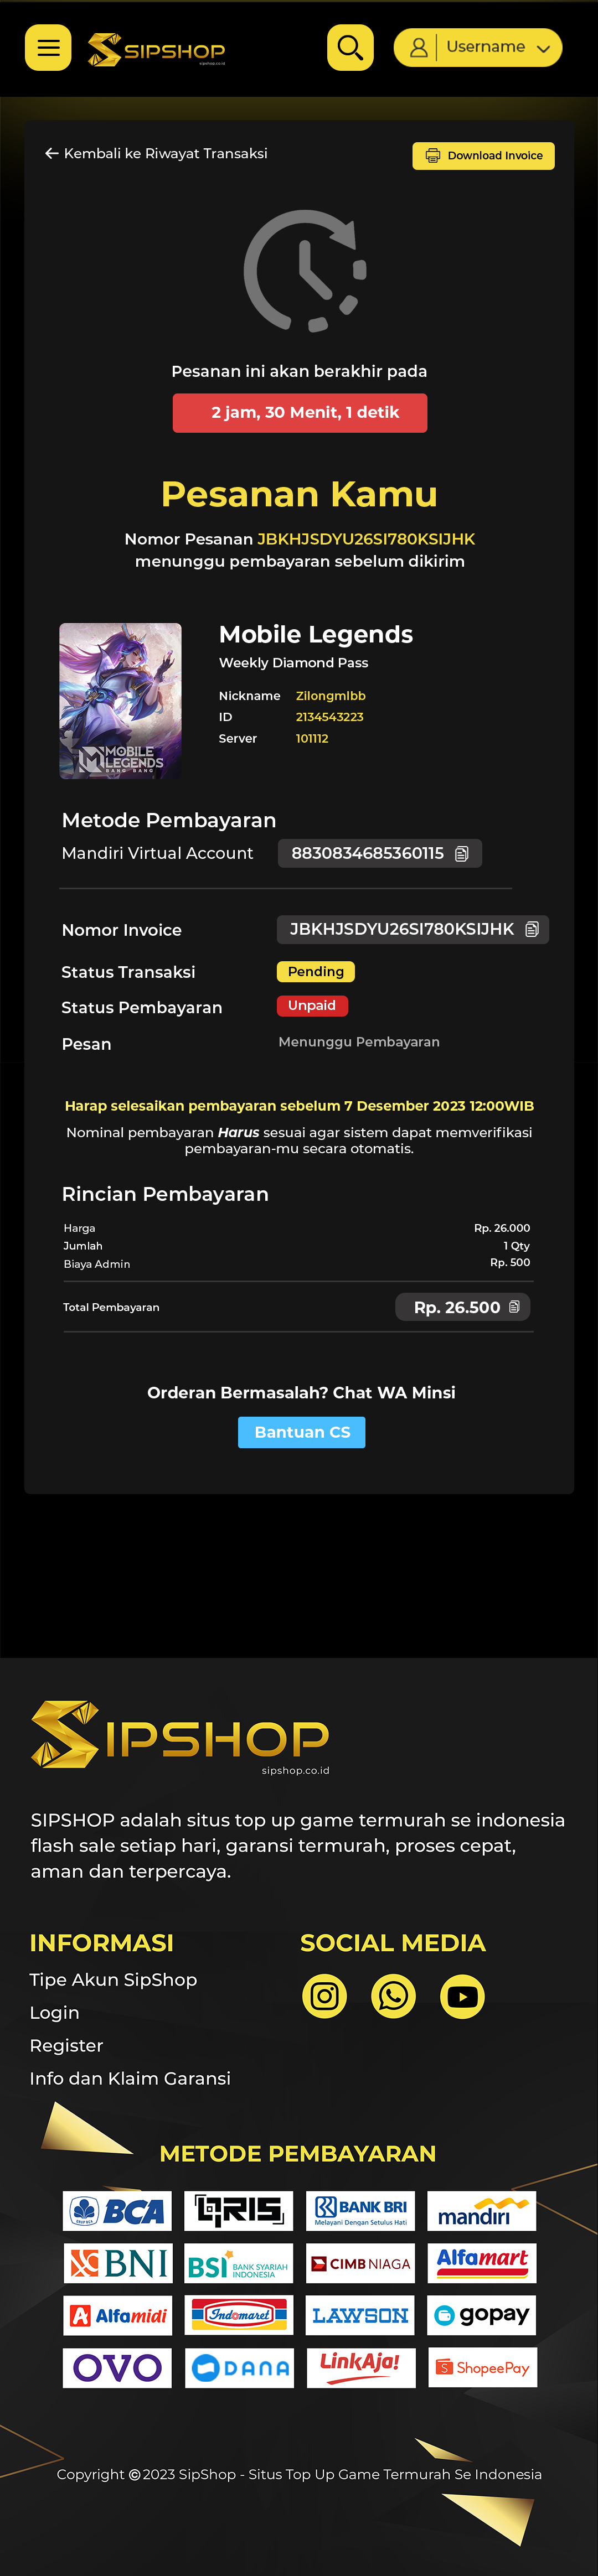 SIPSHOP
sipshop.co.id
Username
Kembali ke Riwayat Transaksi
Download Invoice
Pesanan ini akan berakhir pada
2 jam, 30 Menit, 1 detik
Pesanan Kamu
Nomor Pesanan JBKHJSDYU26SI780KSIJHK
menunggu pembayaran sebelum dikirim
Mobile Legends
Weekly Diamond Pass
Nickname Zilongmlbb
ID 2134543223
Server 101112
MOBILE
LEGENDS
BANG BANG
Metode Pembayaran
Mandiri Virtual Account 8830834685360115
Nomor Invoice JBKHJSDYU26SI780KSIJHK
Status Transaksi Pending
Status Pembayaran Unpaid
Pesan Menunggu Pembayaran
Harap selesaikan pembayaran sebelum 7 Desember 2023 12:00WIB
Nominal pembayaran Harus sesuai agar sistem dapat memverifikasi
pembayaran-mu secara otomatis.
Rincian Pembayaran
Harga Rp. 26.000
Jumlah 1 Qty
Biaya Admin Rp. 500
Total Pembayaran Rp. 26.500
Orderan Bermasalah? Chat WA Minsi
Bantuan CS
SIPSHOP
sipshop.co.id
SIPSHOP adalah situs top up game termurah se indonesia
flash sale setiap hari, garansi termurah, proses cepat,
aman dan terpercaya.
INFORMASI
Tipe Akun SipShop
Login
Register
Info dan Klaim Garansi
SOCIAL MEDIA
METODE PEMBAYARAN
BCA QRIS BANK BRI mandiri
Melayani Dengan Setulus Hati
BNI BSI BANK SYARIAH INDONESIA CIMB NIAGA Alfamart
Alfamidi Indomaret LAWSON gopay
OVO DANA LinkAja! ShopeePay
Copyright © 2023 SipShop - Situs Top Up Game Termurah Se Indonesia